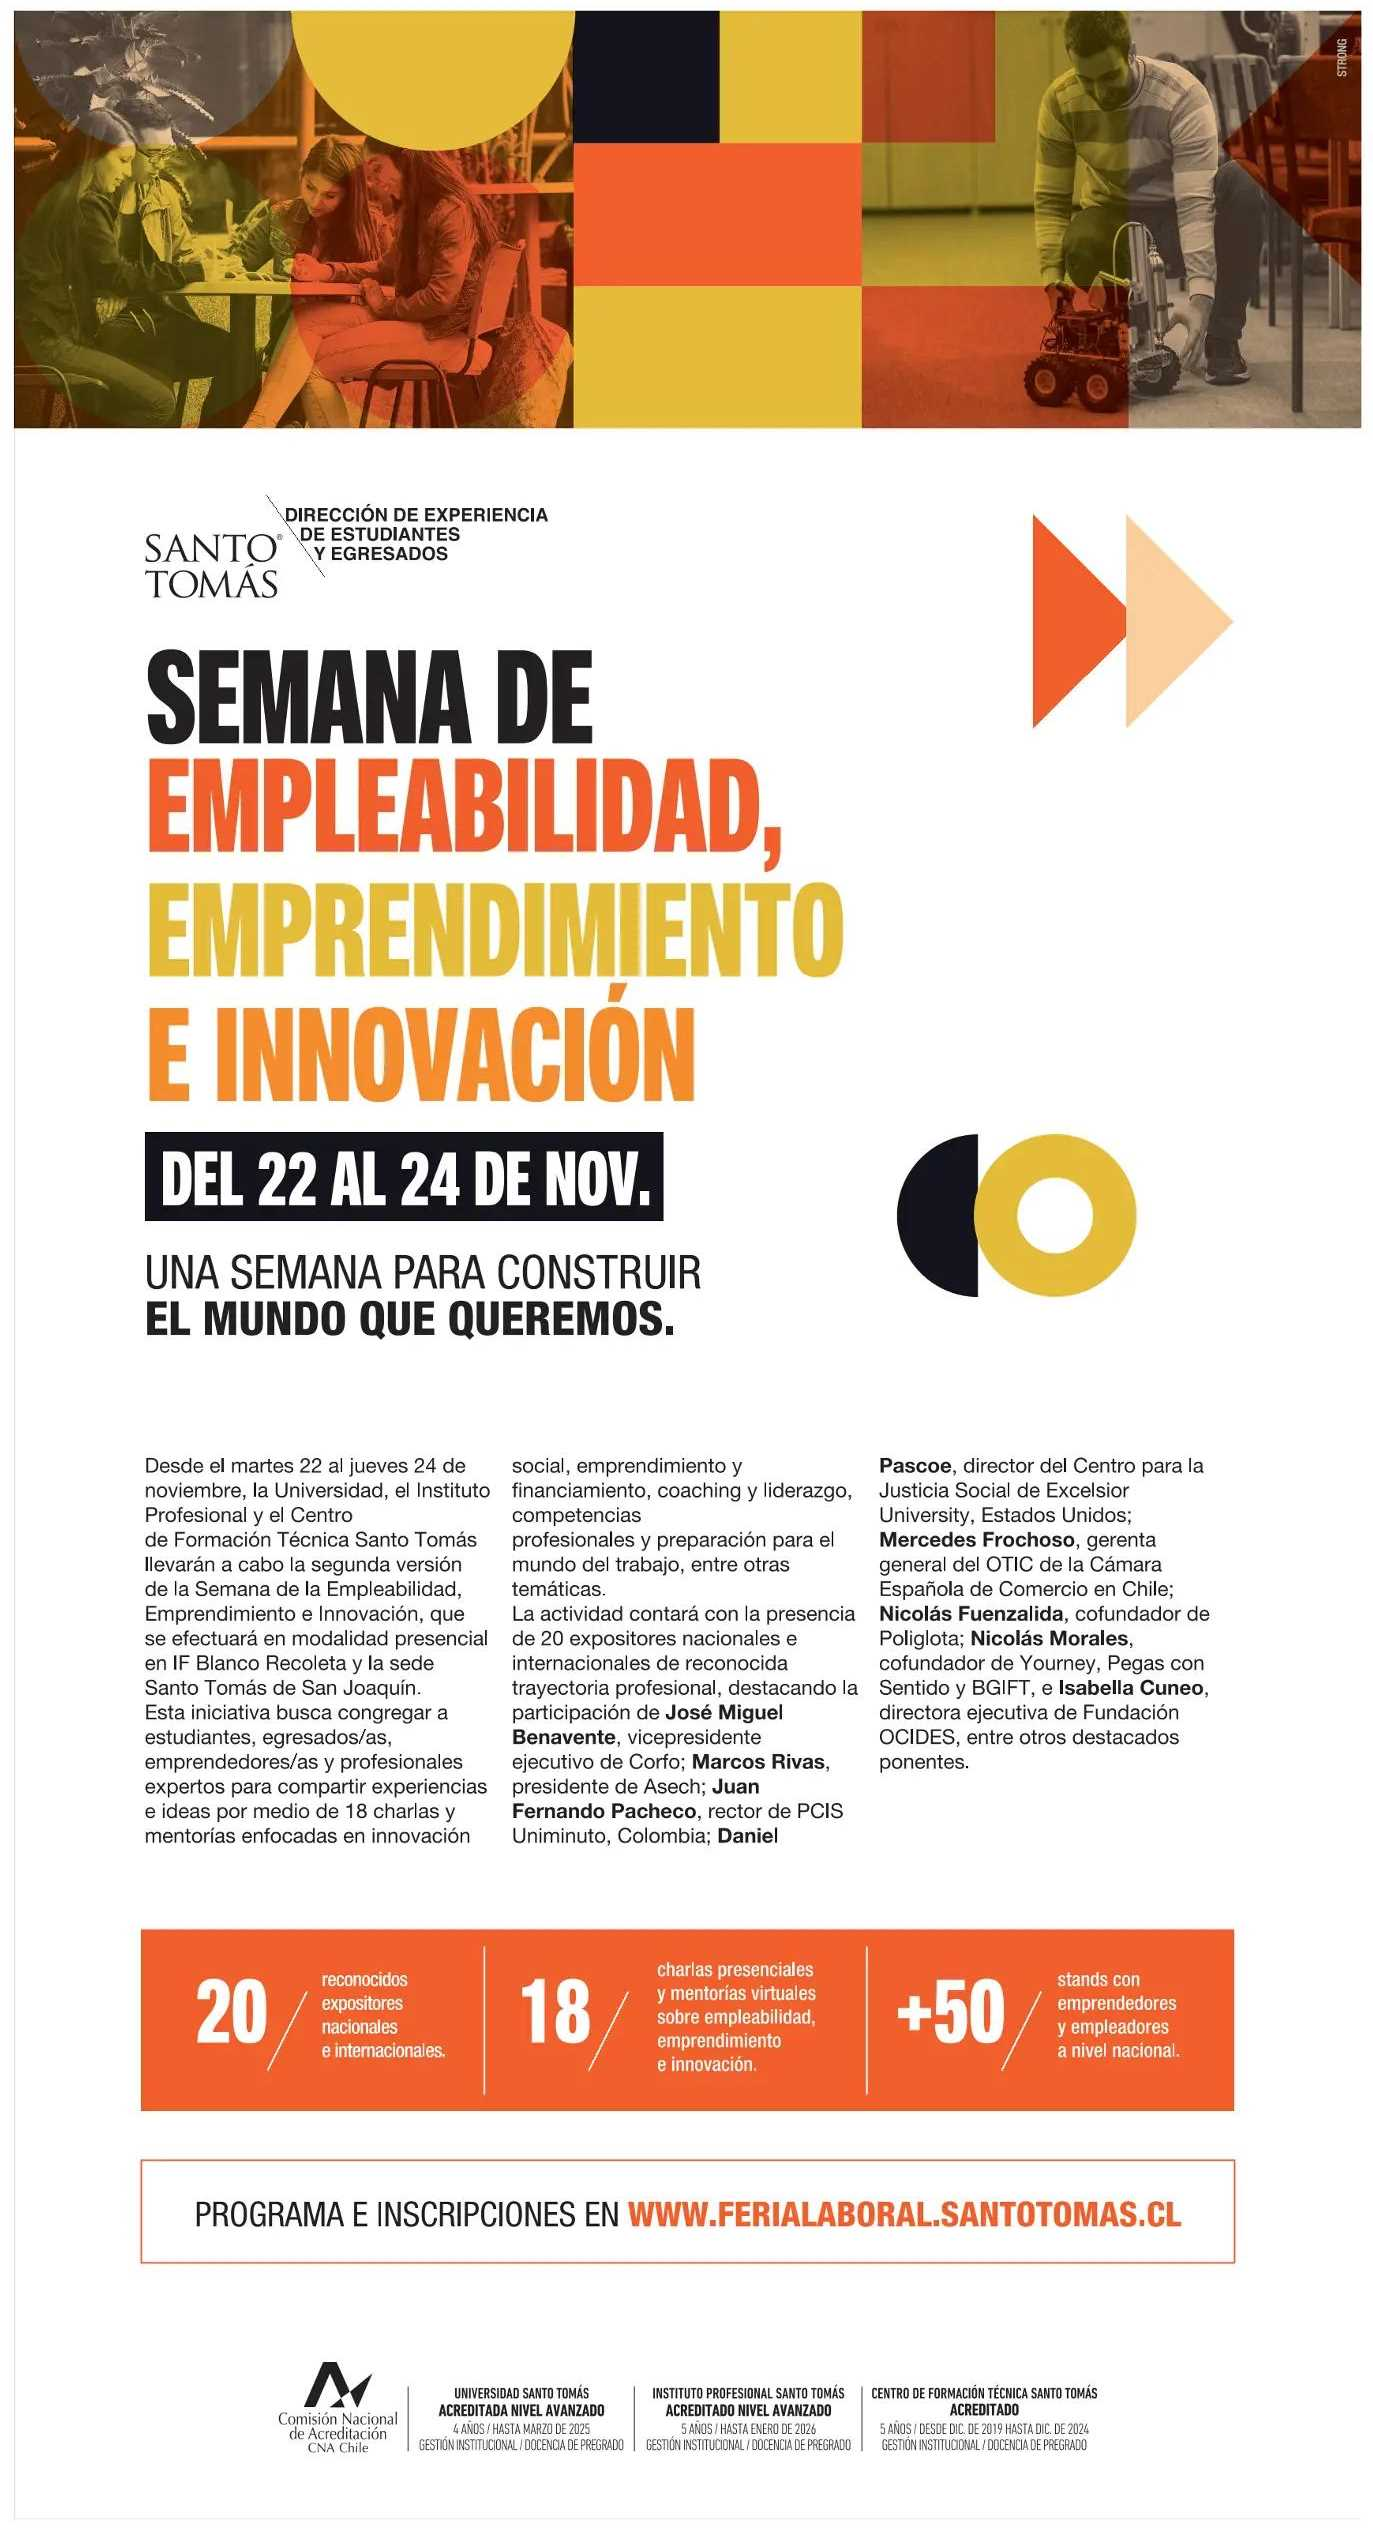 STRONG
DIRECCIÓN DE EXPERIENCIA
DE ESTUDIANTES
Y EGRESADOS
SANTO®
TOMÁS
SEMANA DE
EMPLEABILIDAD,
EMPRENDIMIENTO
E INNOVACIÓN
DEL 22 AL 24 DE NOV.
UNA SEMANA PARA CONSTRUIR
EL MUNDO QUE QUEREMOS.
Desde el martes 22 al jueves 24 de
noviembre, la Universidad, el Instituto
Profesional y el Centro
de Formación Técnica Santo Tomás
llevarán a cabo la segunda versión
de la Semana de la Empleabilidad,
Emprendimiento e Innovación, que
se efectuará en modalidad presencial
en IF Blanco Recoleta y la sede
Santo Tomás de San Joaquín.
Esta iniciativa busca congregar a
estudiantes, egresados/as,
emprendedores/as y profesionales
expertos para compartir experiencias
e ideas por medio de 18 charlas y
mentorías enfocadas en innovación
social, emprendimiento y
financiamiento, coaching y liderazgo,
competencias
profesionales y preparación para el
mundo del trabajo, entre otras
temáticas.
La actividad contará con la presencia
de 20 expositores nacionales e
internacionales de reconocida
trayectoria profesional, destacando la
participación de José Miguel
Benavente, vicepresidente
ejecutivo de Corfo; Marcos Rivas,
presidente de Asech; Juan
Fernando Pacheco, rector de PCIS
Uniminuto, Colombia; Daniel
Pascoe, director del Centro para la
Justicia Social de Excelsior
University, Estados Unidos;
Mercedes Frochoso, gerenta
general del OTIC de la Cámara
Española de Comercio en Chile;
Nicolás Fuenzalida, cofundador de
Poliglota; Nicolás Morales,
cofundador de Yourney, Pegas con
Sentido y BGIFT, e Isabella Cuneo,
directora ejecutiva de Fundación
OCIDES, entre otros destacados
ponentes.
20
reconocidos
expositores
nacionales
e internacionales.
18
charlas presenciales
y mentorías virtuales
sobre empleabilidad,
emprendimiento
e innovación.
+50
stands con
emprendedores
y empleadores
a nivel nacional.
PROGRAMA E INSCRIPCIONES EN WWW.FERIALABORAL.SANTOTOMAS.CL
Comisión Nacional
de Acreditación
CNA Chile
UNIVERSIDAD SANTO TOMÁS
ACREDITADA NIVEL AVANZADO
4 AÑOS / HASTA MARZO DE 2025
GESTIÓN INSTITUCIONAL / DOCENCIA DE PREGRADO
INSTITUTO PROFESIONAL SANTO TOMÁS
ACREDITADO NIVEL AVANZADO
5 AÑOS / HASTA ENERO DE 2026
GESTIÓN INSTITUCIONAL / DOCENCIA DE PREGRADO
CENTRO DE FORMACIÓN TÉCNICA SANTO TOMÁS
ACREDITADO
5 AÑOS / DESDE DIC. DE 2019 HASTA DIC. DE 2024
GESTIÓN INSTITUCIONAL / DOCENCIA DE PREGRADO